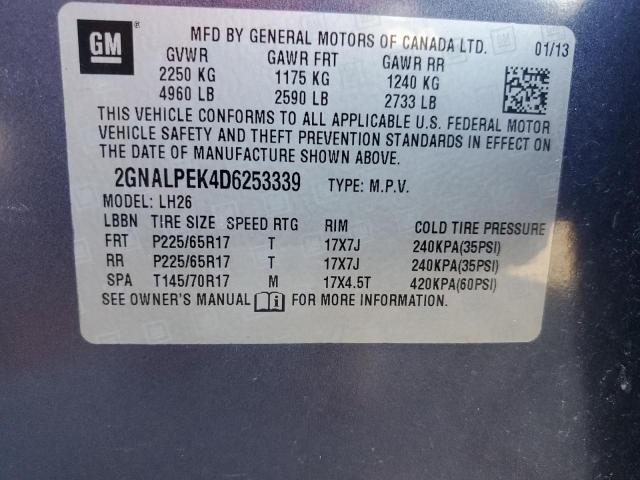 GM
MFD BY GENERAL MOTORS OF CANADA LTD. 01/13
GVWR GAWR FRT GAWR RR
2250 KG 1175 KG 1240 KG
4960 LB 2590 LB 2733 LB
THIS VEHICLE CONFORMS TO ALL APPLICABLE U.S. FEDERAL MOTOR
VEHICLE SAFETY AND THEFT PREVENTION STANDARDS IN EFFECT ON
THE DATE OF MANUFACTURE SHOWN ABOVE.
2GNALPEK4D6253339 TYPE: M.P.V.
MODEL: LH26
LBBN TIRE SIZE SPEED RTG RIM COLD TIRE PRESSURE
FRT P225/65R17 T 17X7J 240KPA(35PSI)
RR P225/65R17 T 17X7J 240KPA(35PSI)
SPA T145/70R17 M 17X4.5T 420KPA(60PSI)
SEE OWNER'S MANUAL FOR MORE INFORMATION.